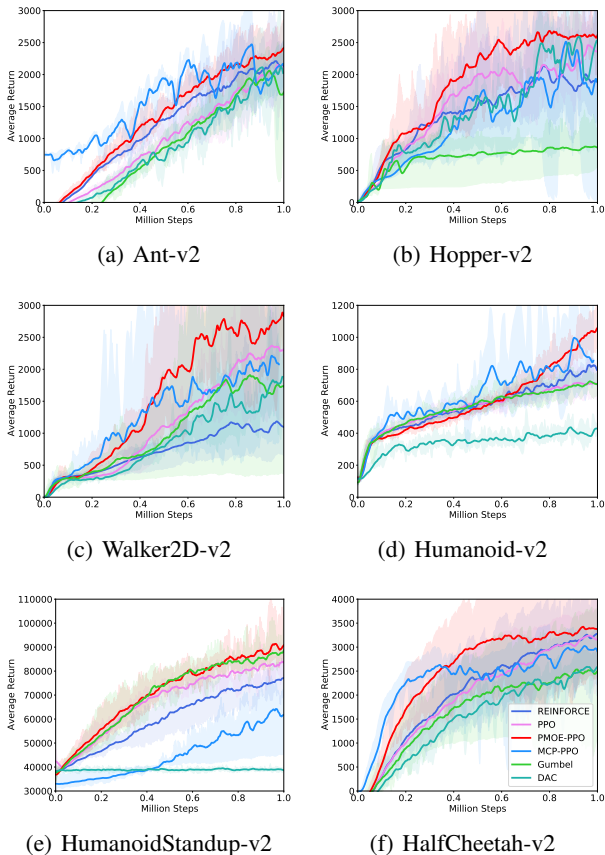 3000
2500
2000
1500
1000
500
0
Average Return
0.0 0.2 0.4 0.6 0.8 1.0
Million Steps
(a) Ant-v2
3000
2500
2000
1500
1000
500
0
Average Return
0.0 0.2 0.4 0.6 0.8 1.0
Million Steps
(b) Hopper-v2
3000
2500
2000
1500
1000
500
0
Average Return
0.0 0.2 0.4 0.6 0.8 1.0
Million Steps
(c) Walker2D-v2
1200
1000
800
600
400
200
0
Average Return
0.0 0.2 0.4 0.6 0.8 1.0
Million Steps
(d) Humanoid-v2
110000
100000
90000
80000
70000
60000
50000
40000
30000
Average Return
0.0 0.2 0.4 0.6 0.8 1.0
Million Steps
(e) HumanoidStandup-v2
4000
3500
3000
2500
2000
1500
1000
500
0
Average Return
REINFORCE
PPO
PMOE-PPO
MCP-PPO
Gumbel
DAC
0.0 0.2 0.4 0.6 0.8 1.0
Million Steps
(f) HalfCheetah-v2